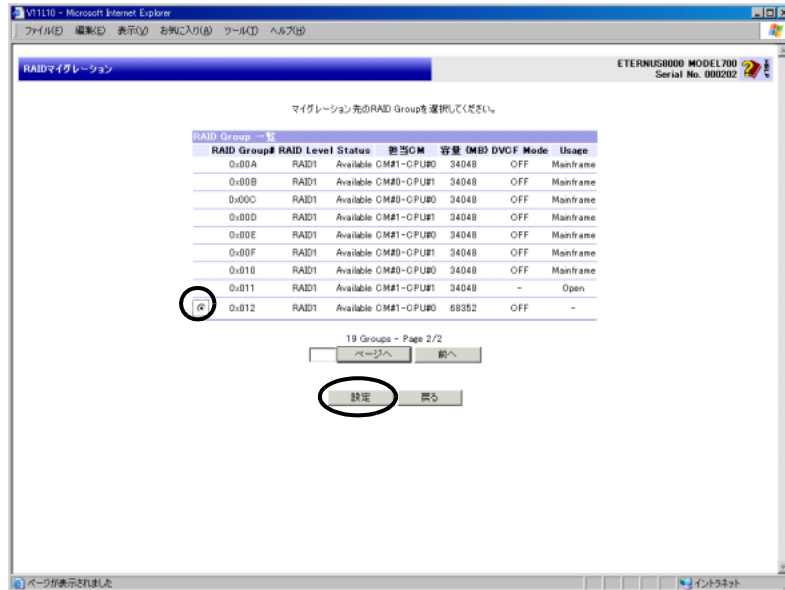 V11L10 - Microsoft Internet Explorer
ファイル(F) 編集(E) 表示(V) お気に入り(A) ツール(T) ヘルプ(H)
RAIDマイグレーション
ETERNUS8000 MODEL700
Serial No. 000202
マイグレーション先のRAID Groupを選択してください。
RAID Group 一覧
RAID Group# RAID Level Status 担当CM 容量 (MB) DVCF Mode Usage
0x00A RAID1 Available CM#1-CPU#0 34048 OFF Mainframe
0x00B RAID1 Available CM#0-CPU#1 34048 OFF Mainframe
0x00C RAID1 Available CM#0-CPU#0 34048 OFF Mainframe
0x00D RAID1 Available CM#1-CPU#1 34048 OFF Mainframe
0x00E RAID1 Available CM#1-CPU#0 34048 OFF Mainframe
0x00F RAID1 Available CM#0-CPU#1 34048 OFF Mainframe
0x010 RAID1 Available CM#0-CPU#0 34048 OFF Mainframe
0x011 RAID1 Available CM#1-CPU#1 34048 - Open
0x012 RAID1 Available CM#1-CPU#0 68352 OFF -
19 Groups - Page 2/2
ページへ 前へ
設定 戻る
ページが表示されました イントラネット